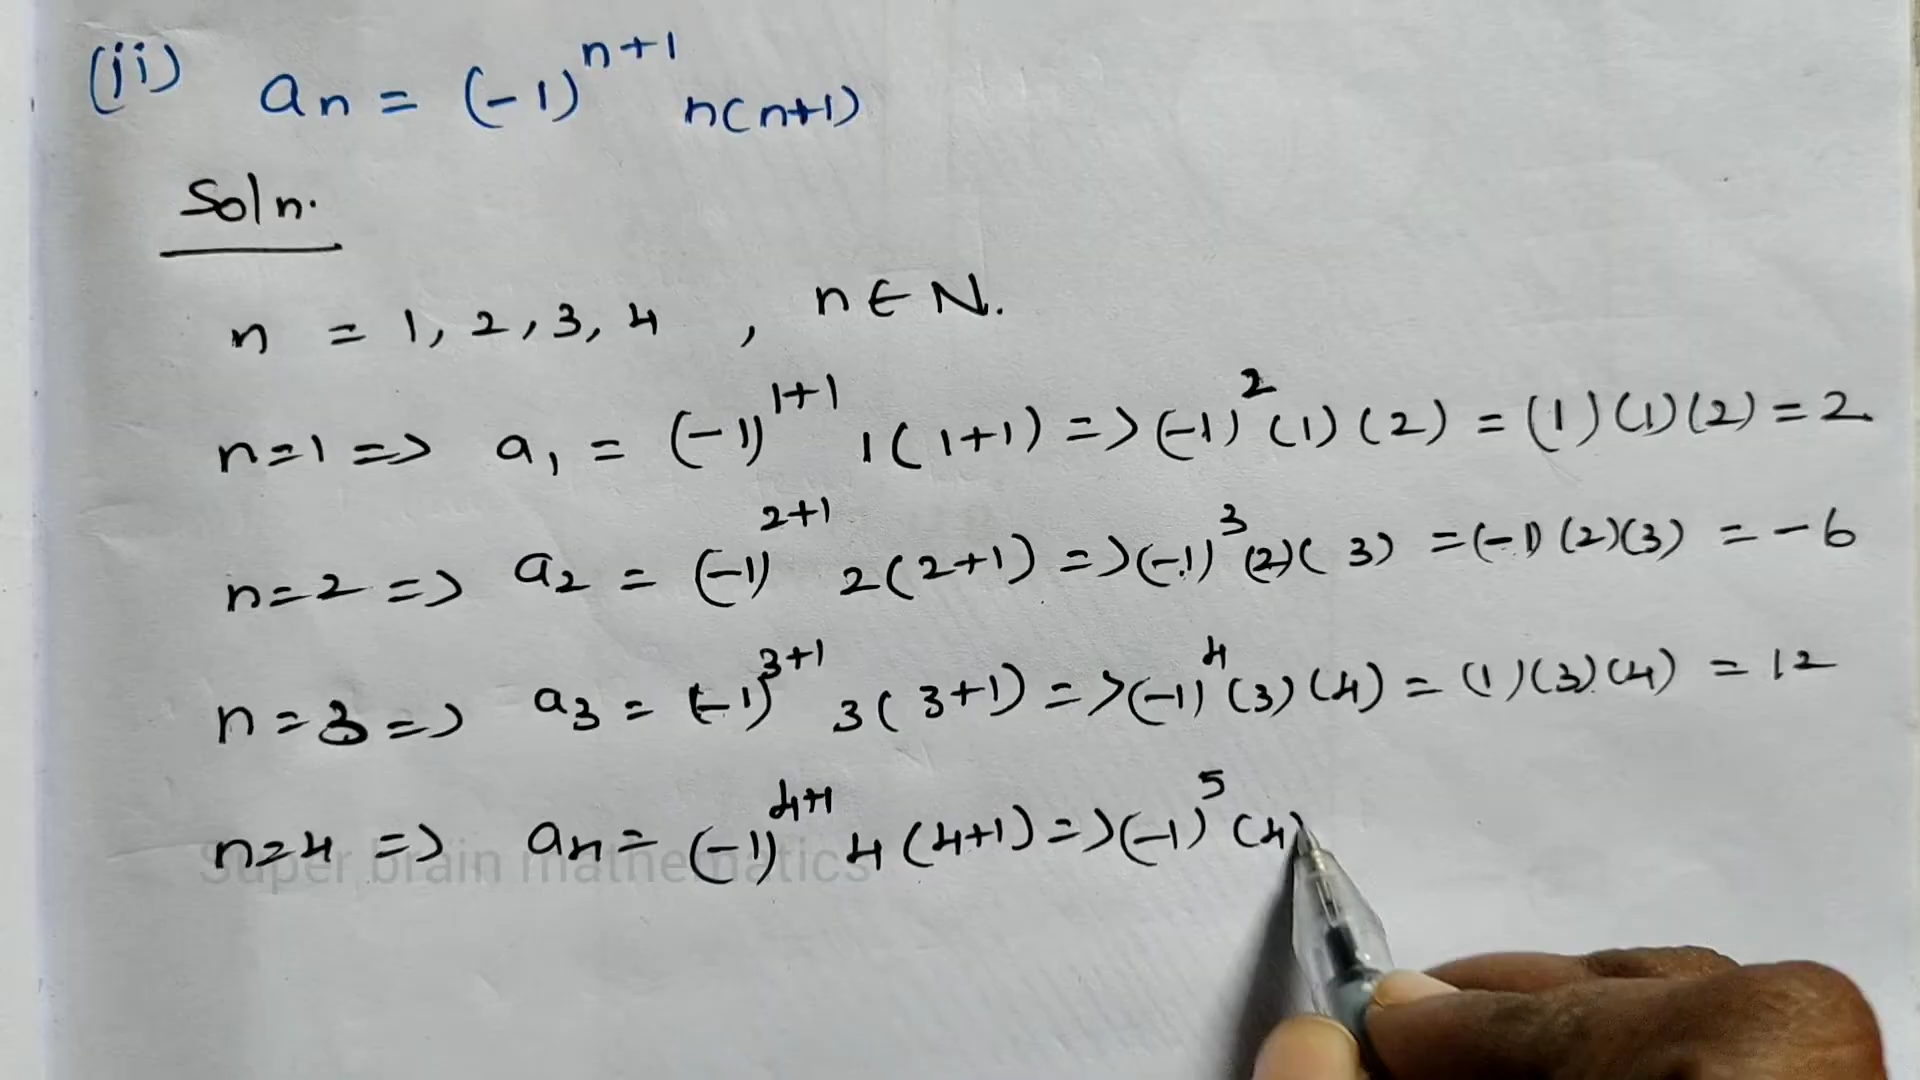 (ii) an = (-1)^n+1 n(n+1)
Soln.
n = 1, 2, 3, 4 , n ∈ N.
n=1 => a1 = (-1)^1+1 1(1+1) => (-1)^2 (1) (2) = (1) (1) (2) = 2
n=2 => a2 = (-1)^2+1 2(2+1) => (-1)^3 (2) (3) = (-1) (2) (3) = -6
n=3 => a3 = (-1)^3+1 3(3+1) => (-1)^4 (3) (4) = (1) (3) (4) = 12
n=4 => a4 = (-1)^4+1 4(4+1) => (-1)^5 (4)
Super brain mathematics